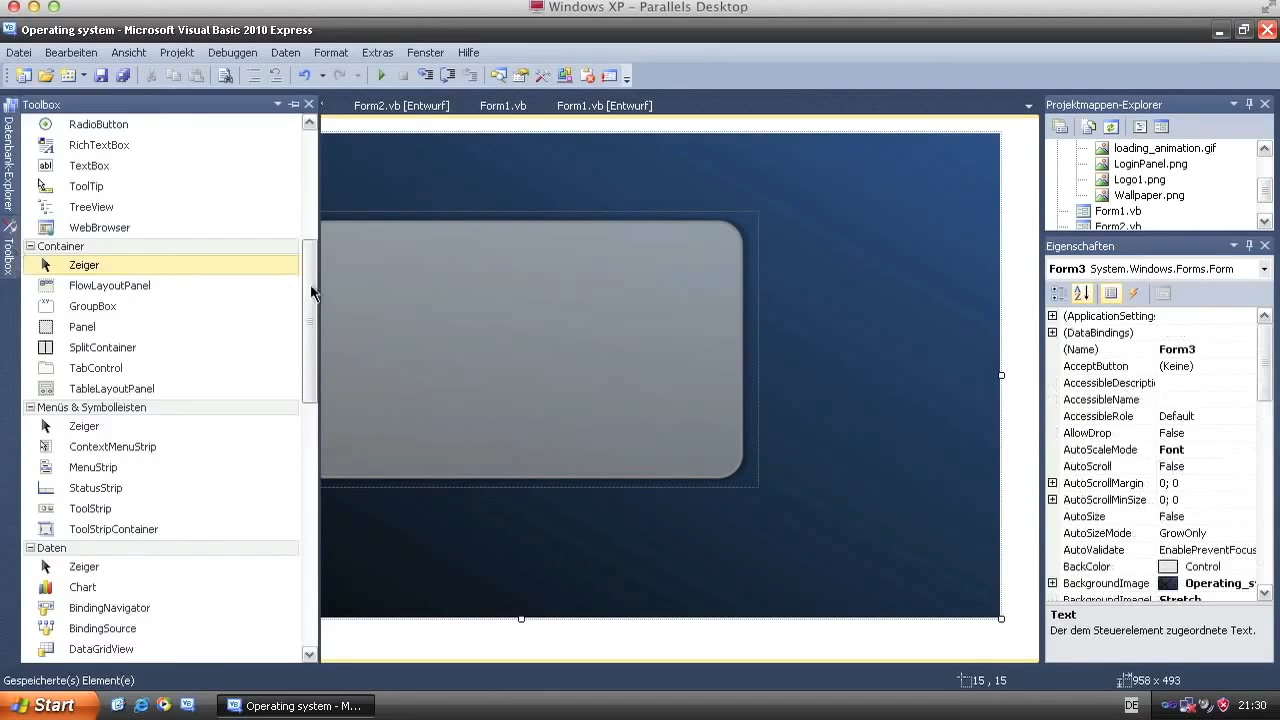 Windows XP – Parallels Desktop
Operating system - Microsoft Visual Basic 2010 Express
Datei Bearbeiten Ansicht Projekt Debuggen Daten Format Extras Fenster Hilfe
Datenbank-Explorer
Toolbox
Toolbox
RadioButton
RichTextBox
TextBox
ToolTip
TreeView
WebBrowser
Container
Zeiger
FlowLayoutPanel
GroupBox
Panel
SplitContainer
TabControl
TableLayoutPanel
Menüs & Symbolleisten
Zeiger
ContextMenuStrip
MenuStrip
StatusStrip
ToolStrip
ToolStripContainer
Daten
Zeiger
Chart
BindingNavigator
BindingSource
DataGridView
Form2.vb [Entwurf] Form1.vb Form1.vb [Entwurf]
Projektmappen-Explorer
loading_animation.gif
LoginPanel.png
Logo1.png
Wallpaper.png
Form1.vb
Form2.vb
Eigenschaften
Form3 System.Windows.Forms.Form
(ApplicationSetting:
(DataBindings)
(Name) Form3
AcceptButton (Keine)
AccessibleDescripti
AccessibleName
AccessibleRole Default
AllowDrop False
AutoScaleMode Font
AutoScroll False
AutoScrollMargin 0; 0
AutoScrollMinSize 0; 0
AutoSize False
AutoSizeMode GrowOnly
AutoValidate EnablePreventFocus
BackColor Control
BackgroundImage Operating_s
BackgroundImageL Stretch
Text
Der dem Steuerelement zugeordnete Text.
Gespeicherte(s) Element(e) 15 , 15 958 x 493
Start Operating system - M... DE 21:30